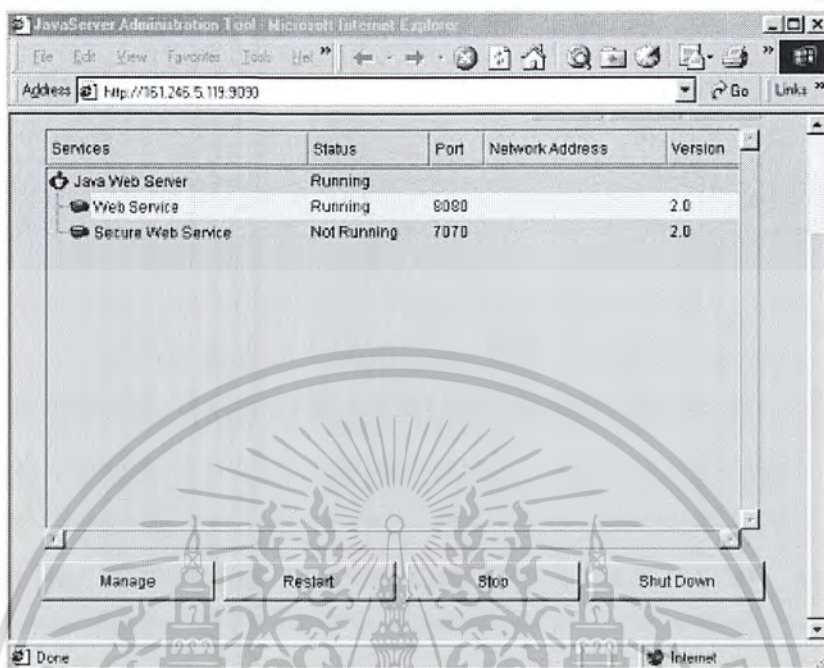 JavaServer Administration Tool - Microsoft Internet Explorer
File Edit View Favorites Tools Hel »
Address http://161.246.5.119:9090 Go Links »
Services Status Port Network Address Version
Java Web Server Running
Web Service Running 8080 2.0
Secure Web Service Not Running 7070 2.0
Manage Restart Stop Shut Down
Done Internet